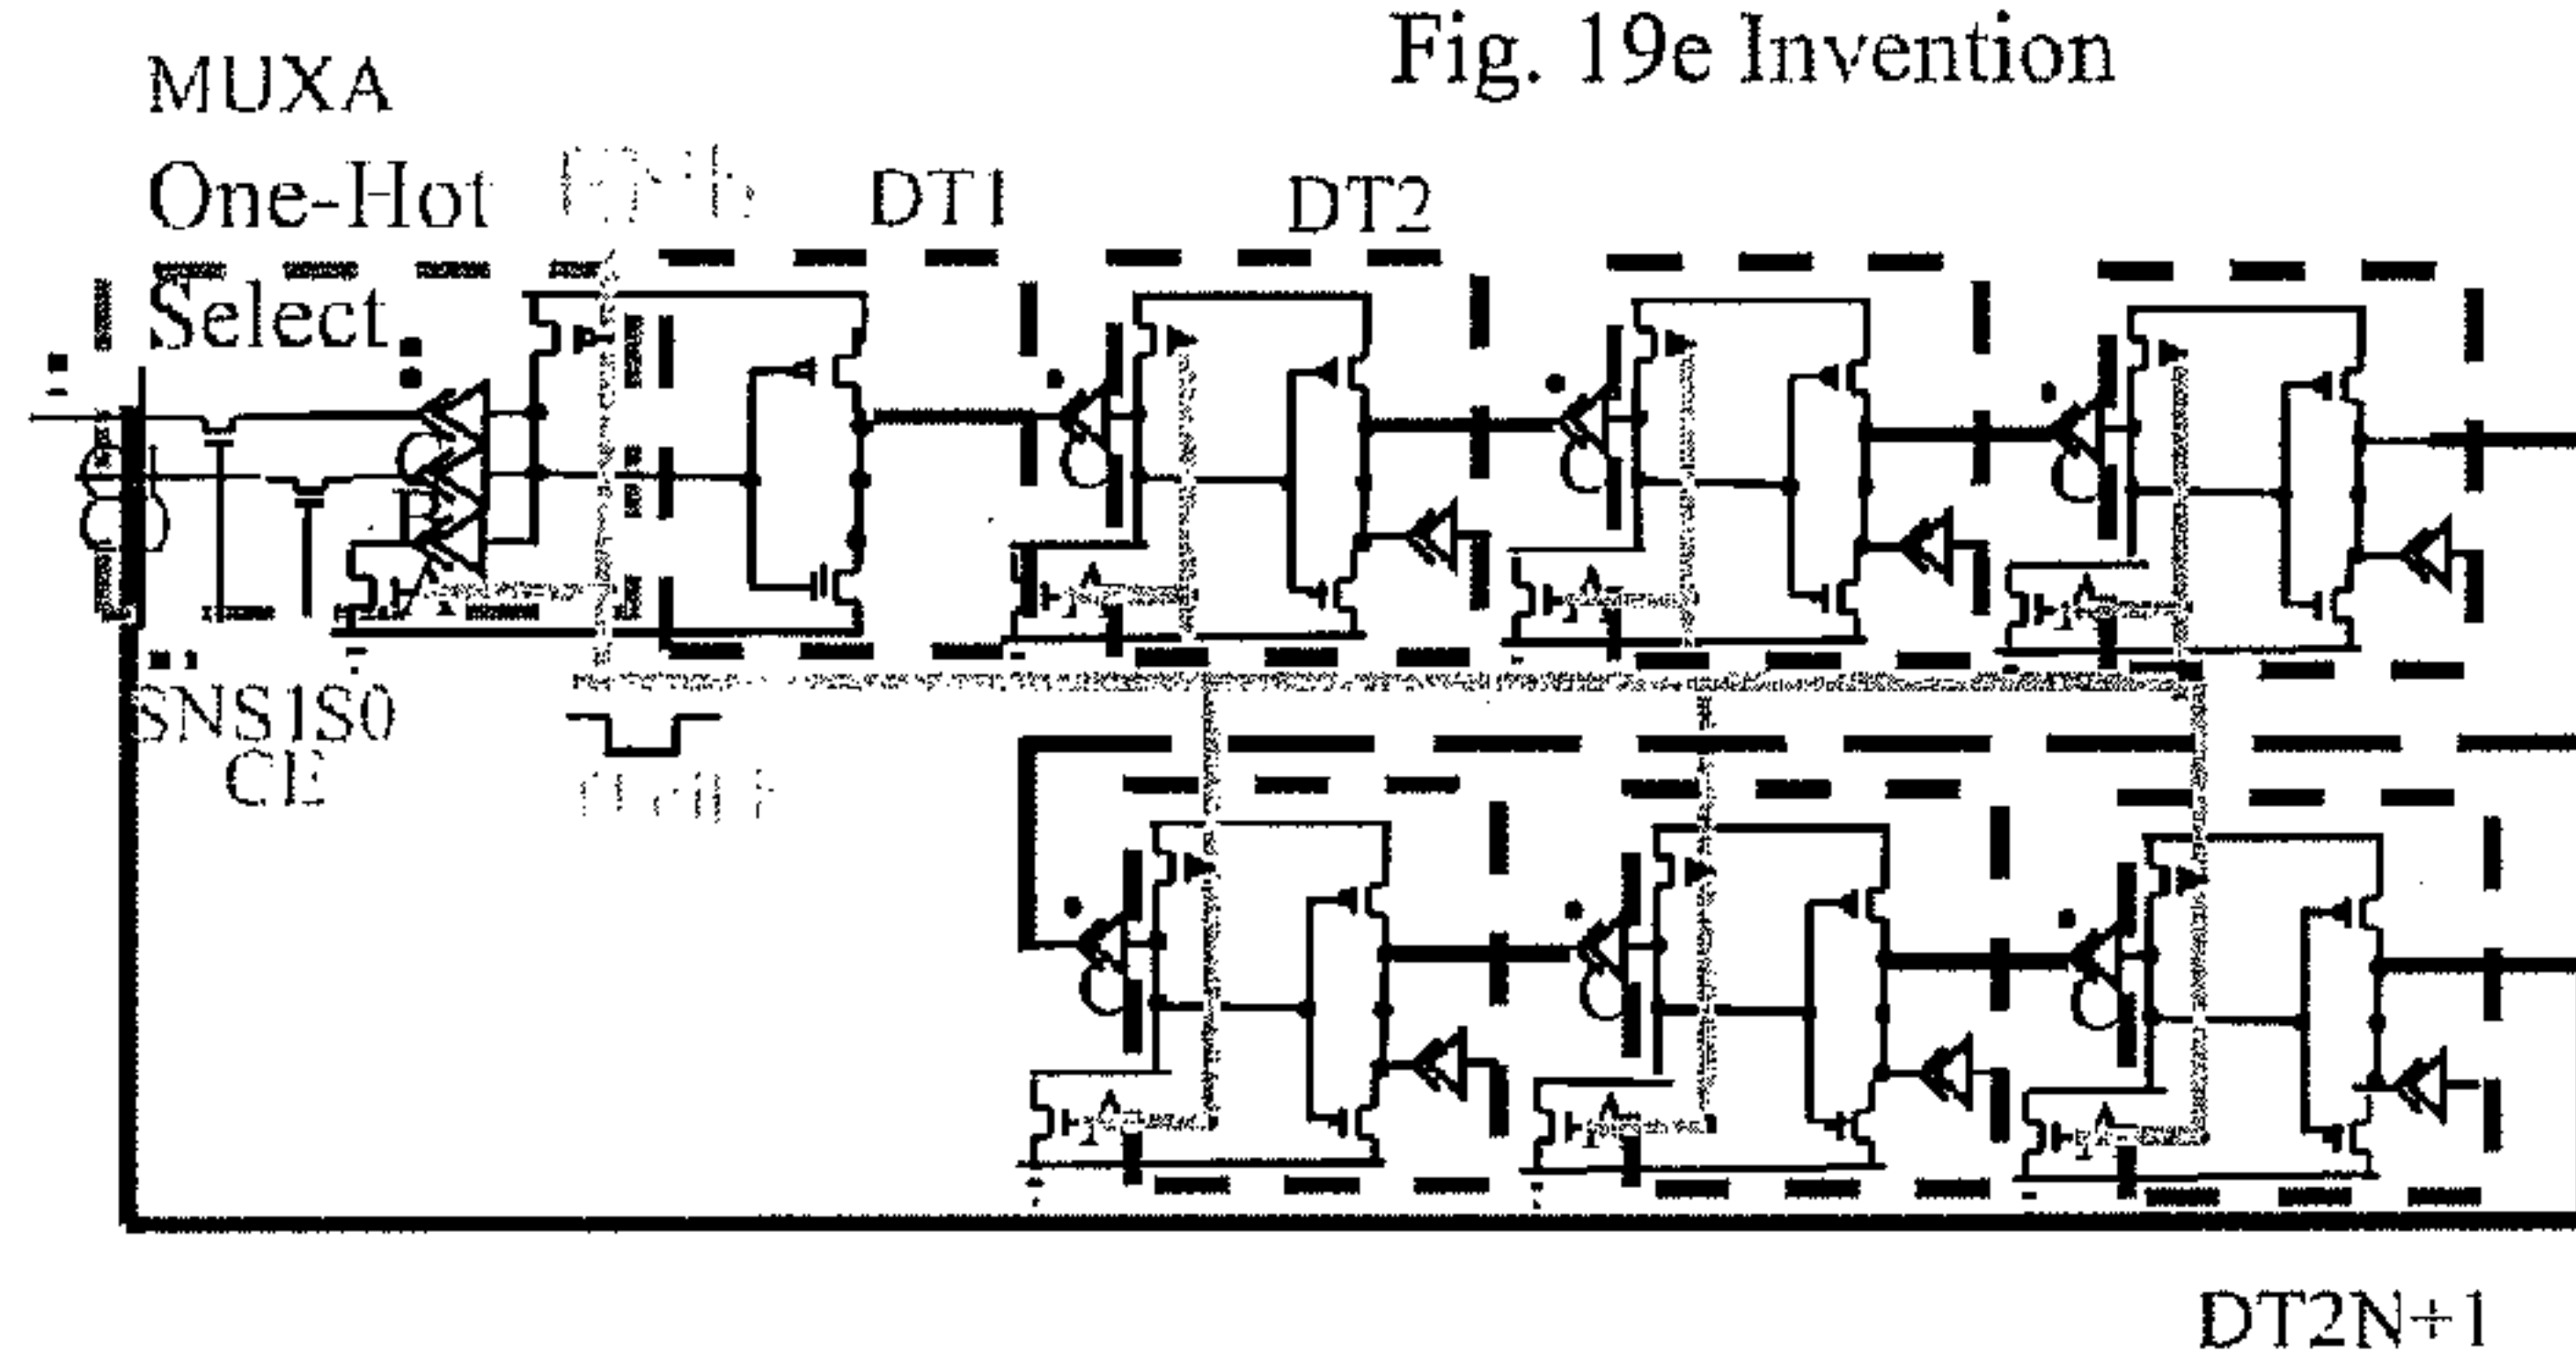 Fig. 19e Invention
MUXA
One-Hot
Select
DT1
DT2
SNS1S0
CE
DT2N+1